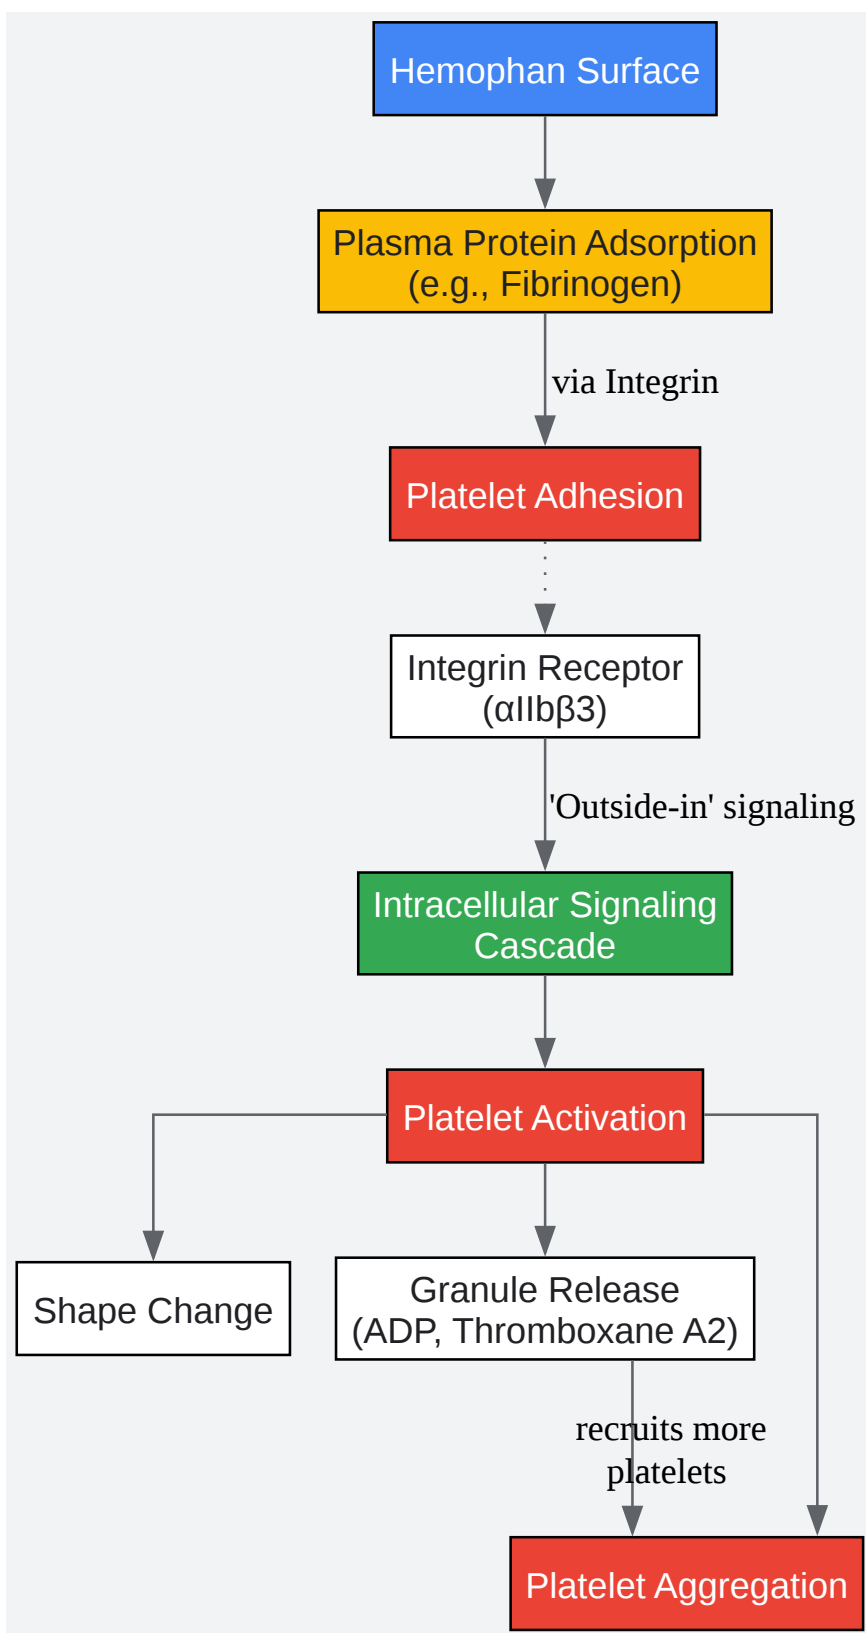 Hemophan Surface
Plasma Protein Adsorption
(e.g., Fibrinogen)
via Integrin
Platelet Adhesion
Integrin Receptor
(αIIbβ3)
'Outside-in' signaling
Intracellular Signaling
Cascade
Platelet Activation
Shape Change
Granule Release
(ADP, Thromboxane A2)
recruits more
platelets
Platelet Aggregation